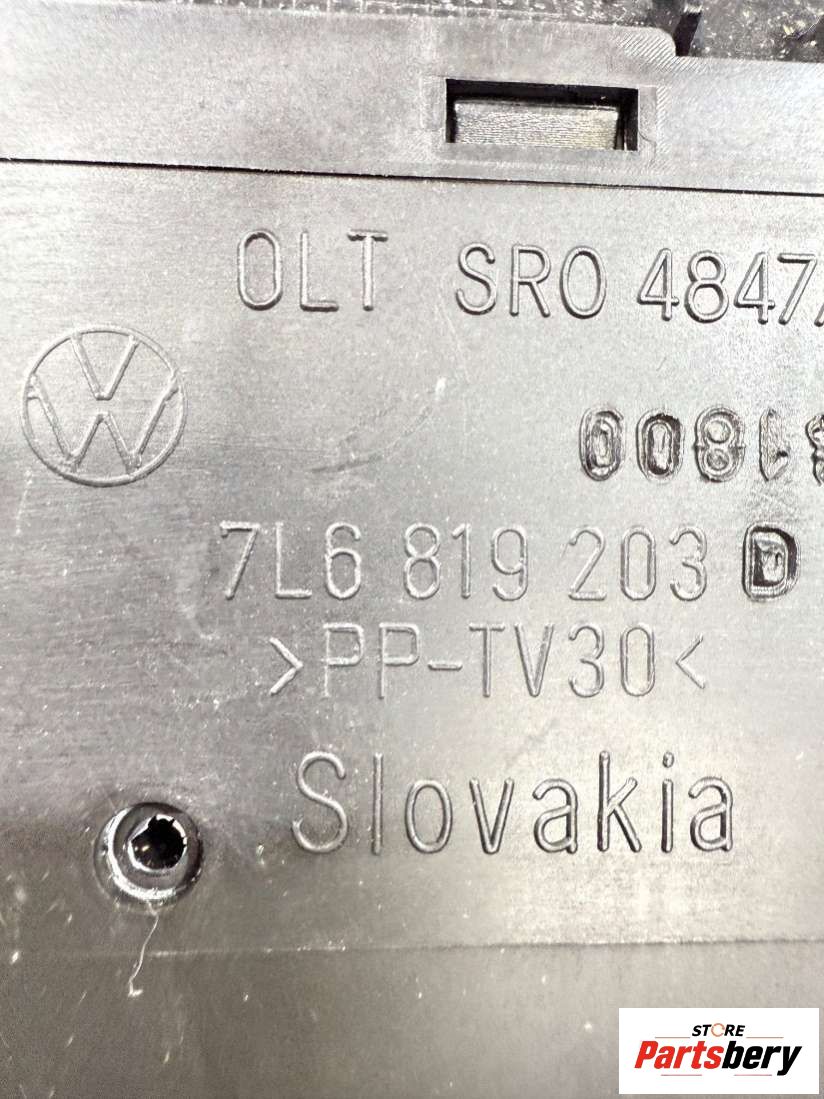 OLT SRO 4847
7L6 819 203 D
>PP-TV30<
Slovakia
STORE
Partsbery